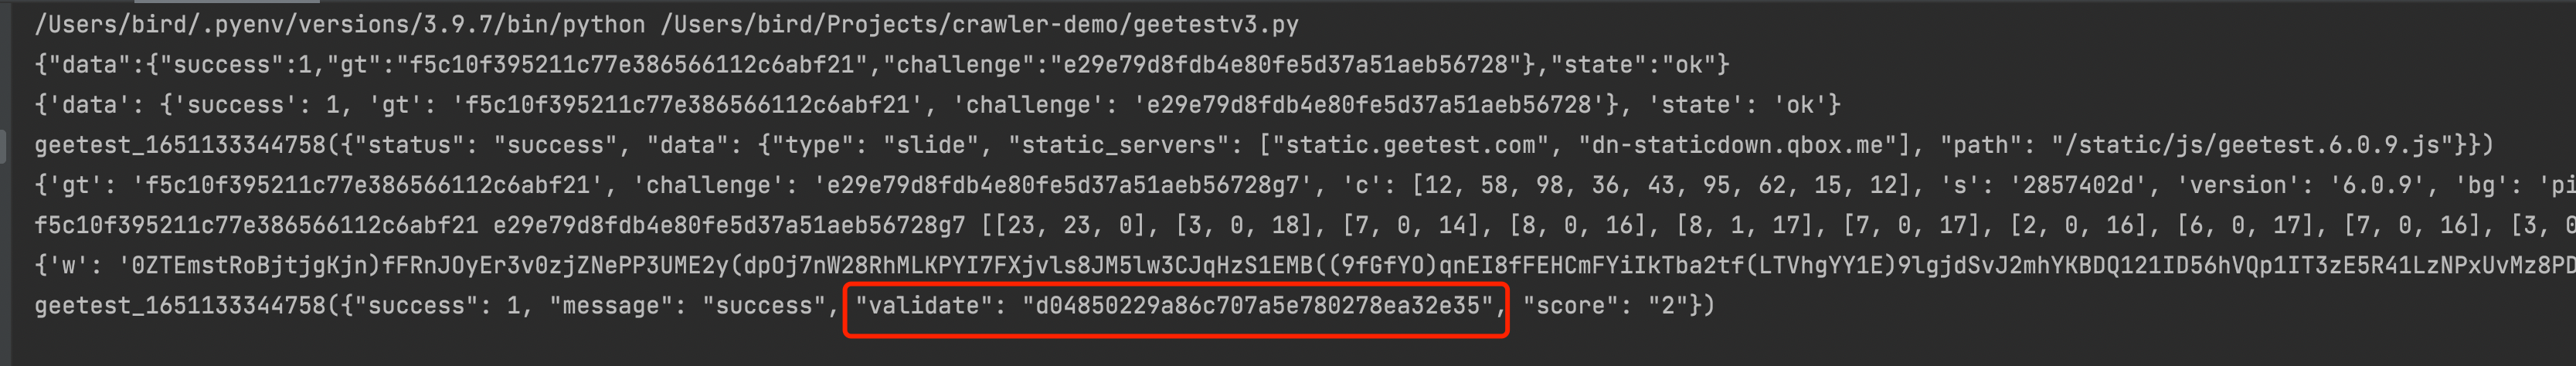 /Users/bird/.pyenv/versions/3.9.7/bin/python /Users/bird/Projects/crawler-demo/geetestv3.py
{"data":{"success":1,"gt":"f5c10f395211c77e386566112c6abf21","challenge":"e29e79d8fdb4e80fe5d37a51aeb56728"},"state":"ok"}
{'data': {'success': 1, 'gt': 'f5c10f395211c77e386566112c6abf21', 'challenge': 'e29e79d8fdb4e80fe5d37a51aeb56728'}, 'state': 'ok'}
geetest_1651133344758({"status": "success", "data": {"type": "slide", "static_servers": ["static.geetest.com", "dn-staticdown.qbox.me"], "path": "/static/js/geetest.6.0.9.js"}})
{'gt': 'f5c10f395211c77e386566112c6abf21', 'challenge': 'e29e79d8fdb4e80fe5d37a51aeb56728g7', 'c': [12, 58, 98, 36, 43, 95, 62, 15, 12], 's': '2857402d', 'version': '6.0.9', 'bg': 'pi
f5c10f395211c77e386566112c6abf21 e29e79d8fdb4e80fe5d37a51aeb56728g7 [[23, 23, 0], [3, 0, 18], [7, 0, 14], [8, 0, 16], [8, 1, 17], [7, 0, 17], [2, 0, 16], [6, 0, 17], [7, 0, 16], [3, 0
{'w': '0ZTEmstRoBjtjgKjn)fFRnJOyEr3v0zjZNePP3UME2y(dpOj7nW28RhMLKPYI7FXjvls8JM5lw3CJqHzS1EMB((9fGfYO)qnEI8fFEHCmFYiIkTba2tf(LTVhgYY1E)9lgjdSvJ2mhYKBDQ121ID56hVQp1IT3zE5R41LzNPxUvMz8PD
geetest_1651133344758({"success": 1, "message": "success", "validate": "d04850229a86c707a5e780278ea32e35", "score": "2"})